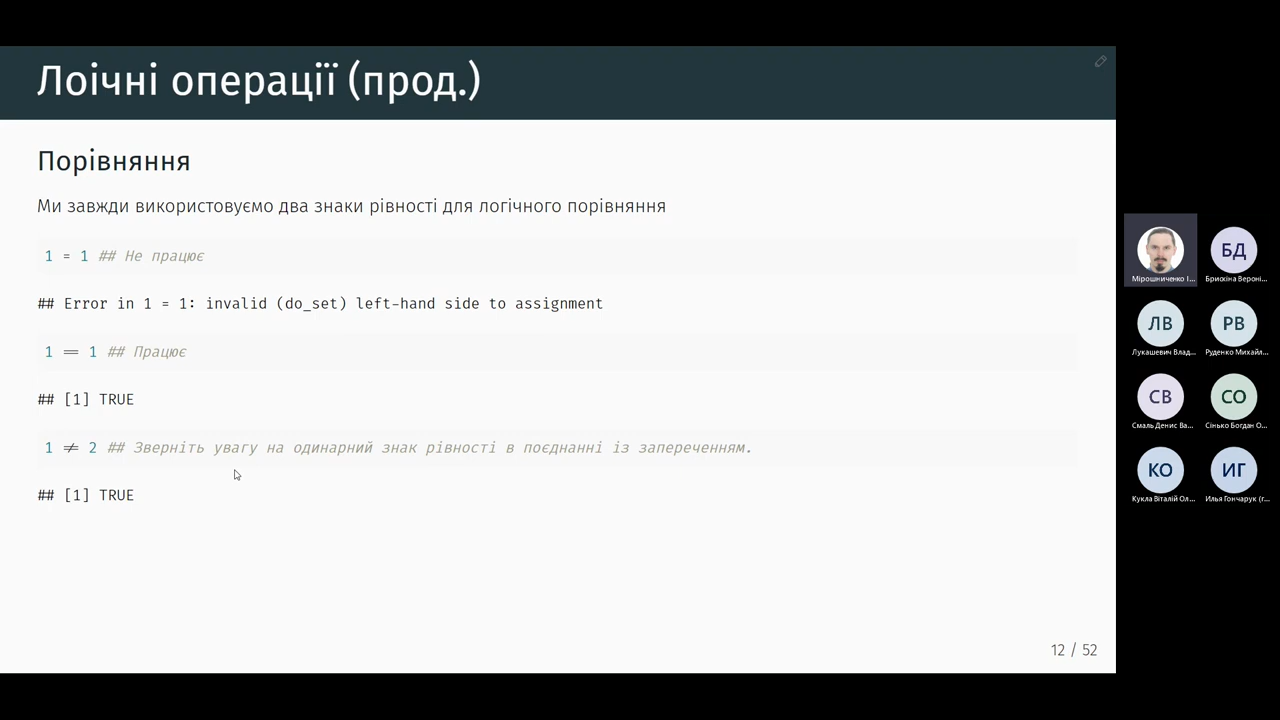 Лоічні операції (прод.)
Порівняння
Ми завжди використовуємо два знаки рівності для логічного порівняння
1 = 1 ## Не працює
## Error in 1 = 1: invalid (do_set) left-hand side to assignment
1 == 1 ## Працює
## [1] TRUE
1 ≠ 2 ## Зверніть увагу на одинарний знак рівності в поєднанні із запереченням.
## [1] TRUE
12 / 52
Мірошниченко І...
БД
Брискіна Вероні...
ЛВ
Лукашевич Влад...
РВ
Руденко Михайл...
СВ
Смаль Денис Ва...
СО
Сінько Богдан О...
КО
Кукла Віталій Ол...
ИГ
Илья Гончарук (г...